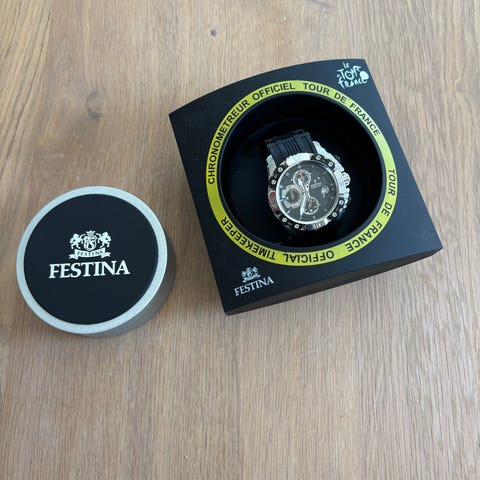 le
TOUR
de
france
CHRONOMETREUR OFFICIEL TOUR DE FRANCE
TOUR DE FRANCE OFFICIAL TIMEKEEPER
FESTINA
FESTINA
FESTINA